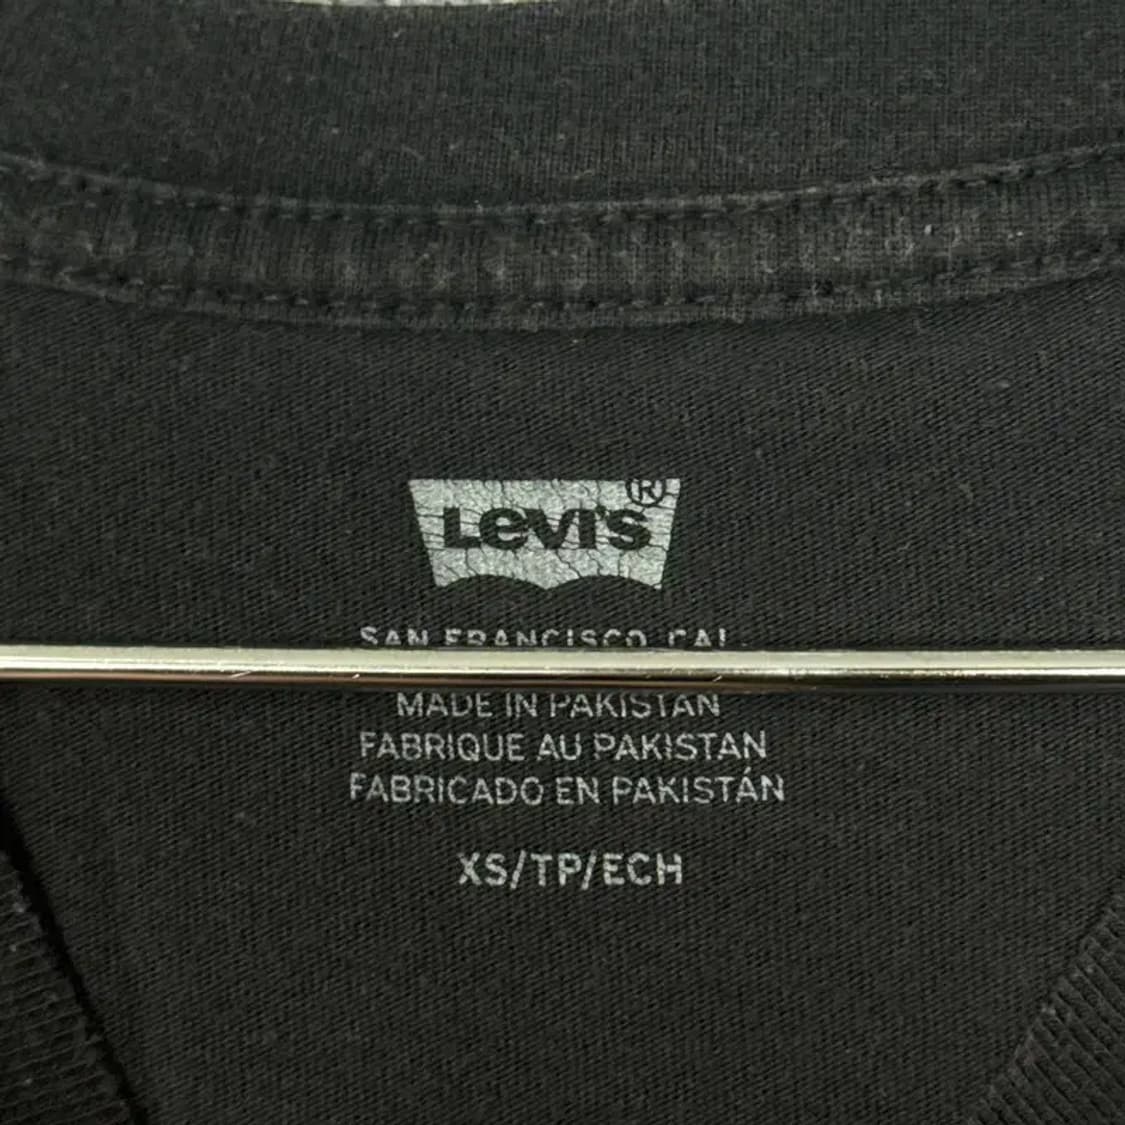 Levi's®
SAN FRANCISCO, CAL.
MADE IN PAKISTAN
FABRIQUE AU PAKISTAN
FABRICADO EN PAKISTÁN
XS/TP/ECH